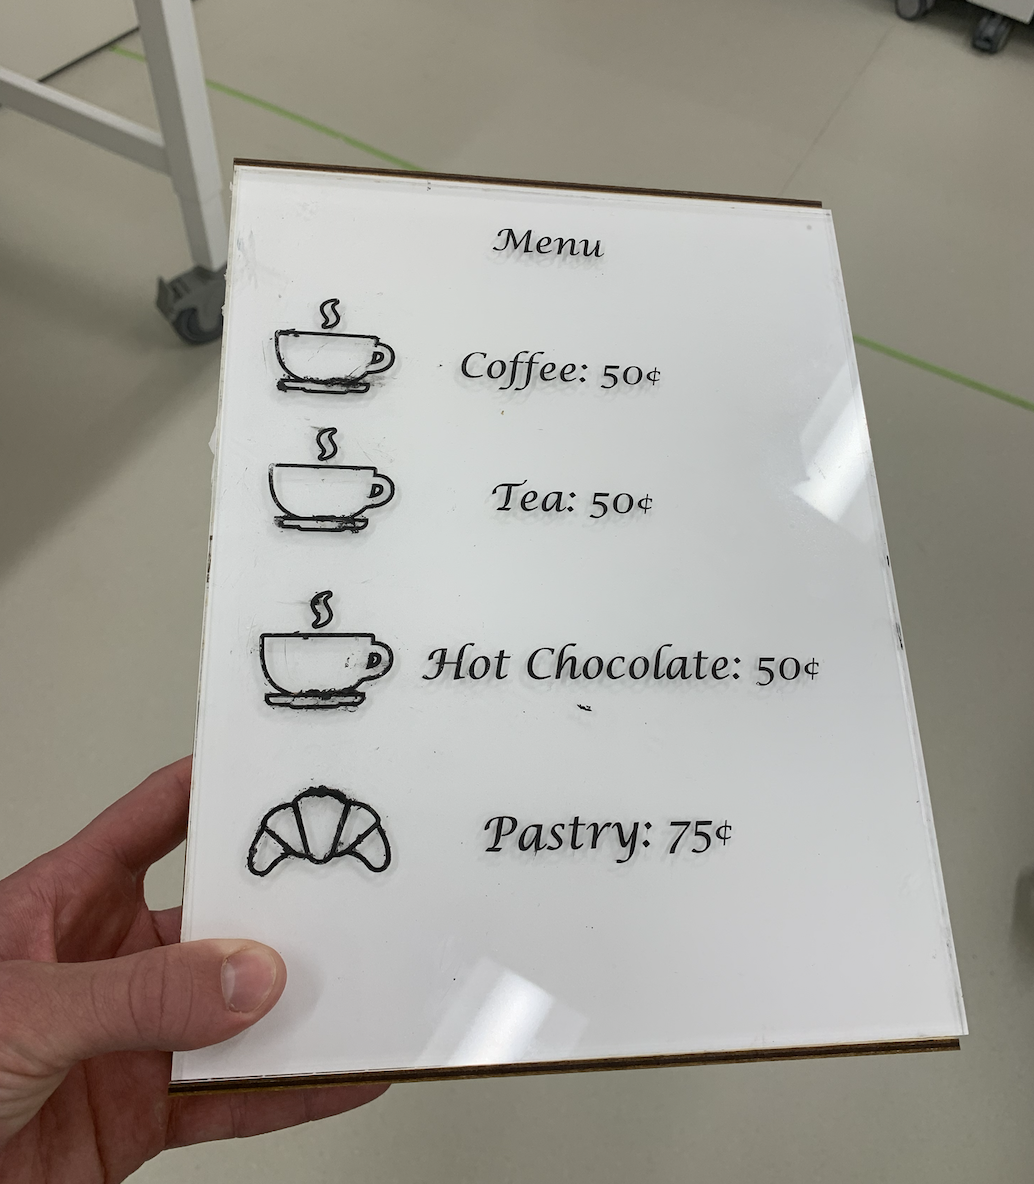 Menu
Coffee: 50¢
Tea: 50¢
Hot Chocolate: 50¢
Pastry: 75¢